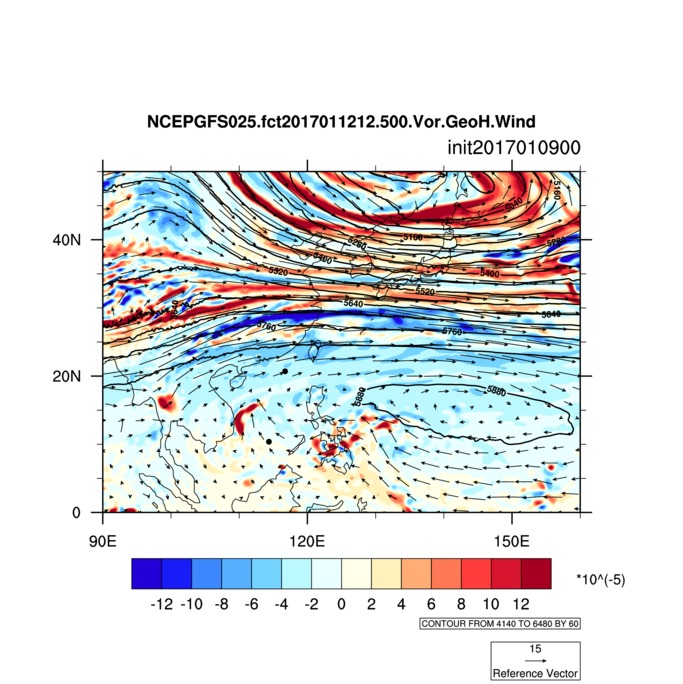 NCEPGFS025.fct2017011212.500.Vor.GeoH.Wind
init2017010900
5160
5040
40N
5280
5160
5280
5400
5400
5520
5520
5640
5640
5640
5760
5760
20N
5880
5880
0
90E 120E 150E
-12 -10 -8 -6 -4 -2 0 2 4 6 8 10 12
*10^(-5)
CONTOUR FROM 4140 TO 6480 BY 60
15
Reference Vector